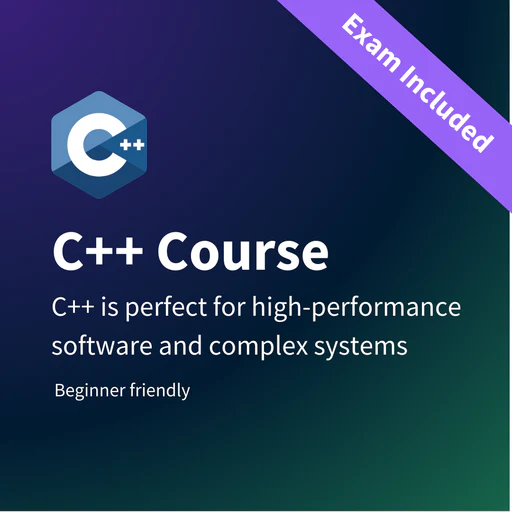 Exam Included
C++
C++ Course
C++ is perfect for high-performance
software and complex systems
Beginner friendly